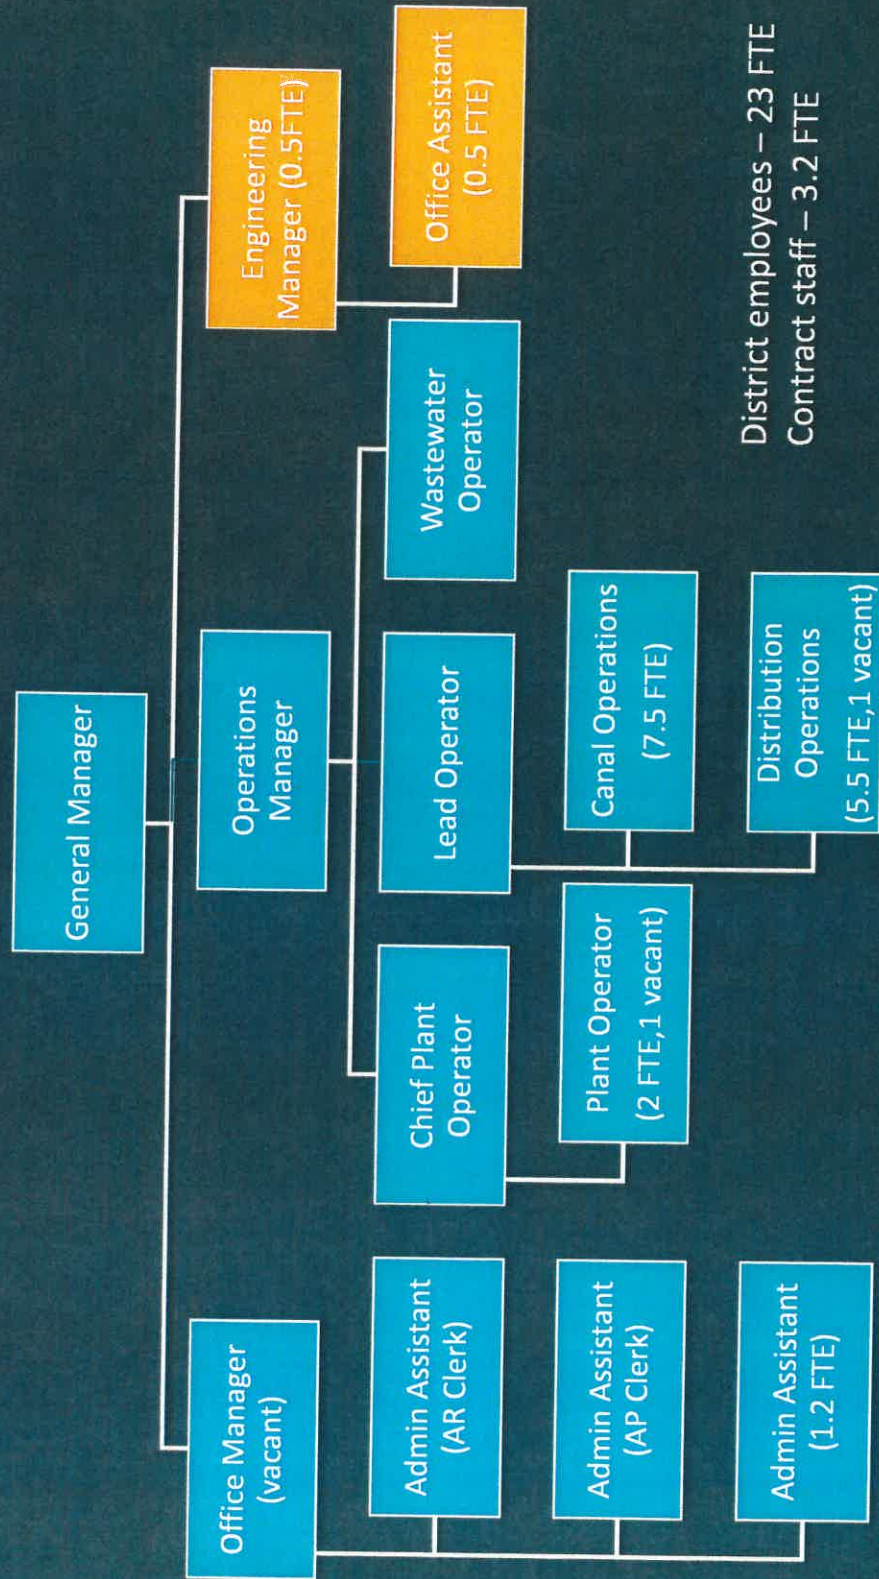 General Manager
Office Manager
(vacant)
Operations
Manager
Engineering
Manager (0.5FTE)
Admin Assistant
(AR Clerk)
Chief Plant
Operator
Lead Operator
Wastewater
Operator
Office Assistant
(0.5 FTE)
Admin Assistant
(AP Clerk)
Plant Operator
(2 FTE,1 vacant)
Canal Operations
(7.5 FTE)
Admin Assistant
(1.2 FTE)
Distribution
Operations
(5.5 FTE,1 vacant)
District employees – 23 FTE
Contract staff – 3.2 FTE